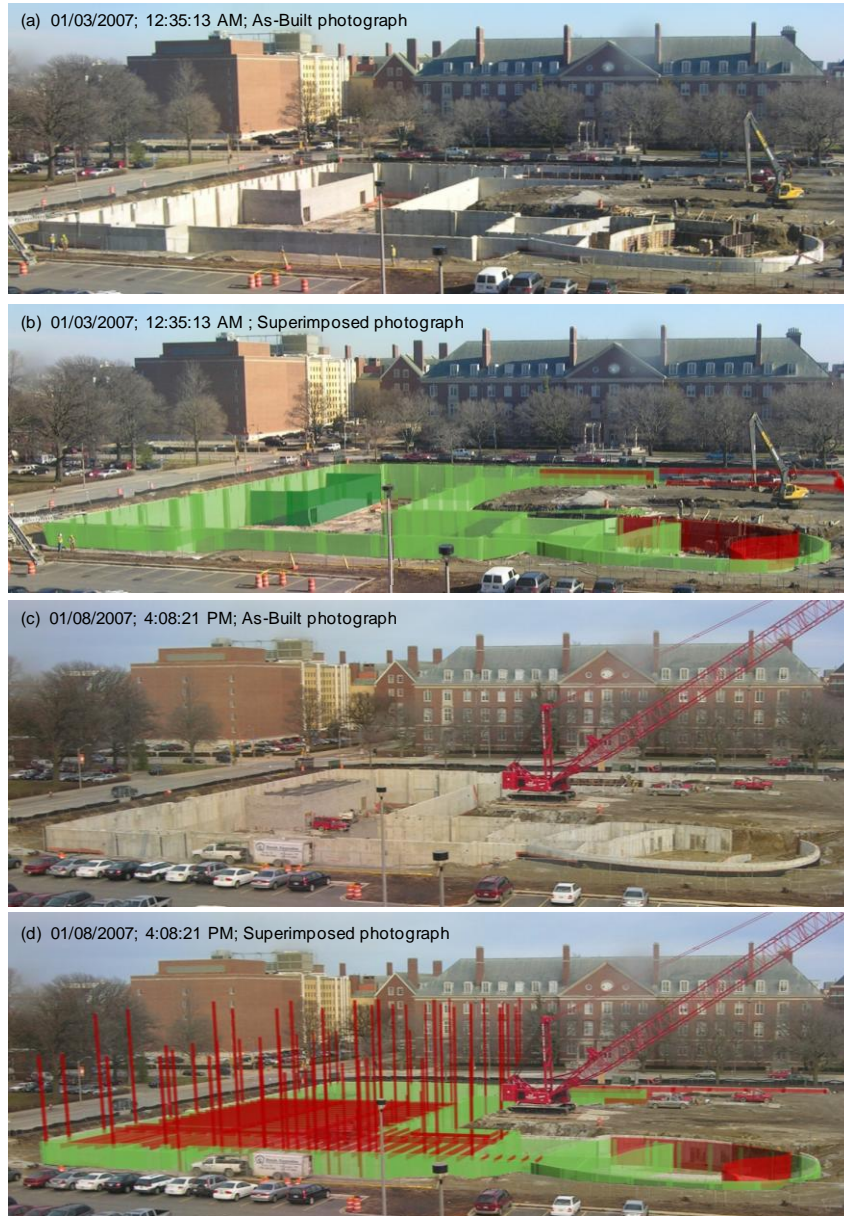 (a) 01/03/2007; 12:35:13 AM; As-Built photograph
(b) 01/03/2007; 12:35:13 AM ; Superimposed photograph
(c) 01/08/2007; 4:08:21 PM; As-Built photograph
(d) 01/08/2007; 4:08:21 PM; Superimposed photograph